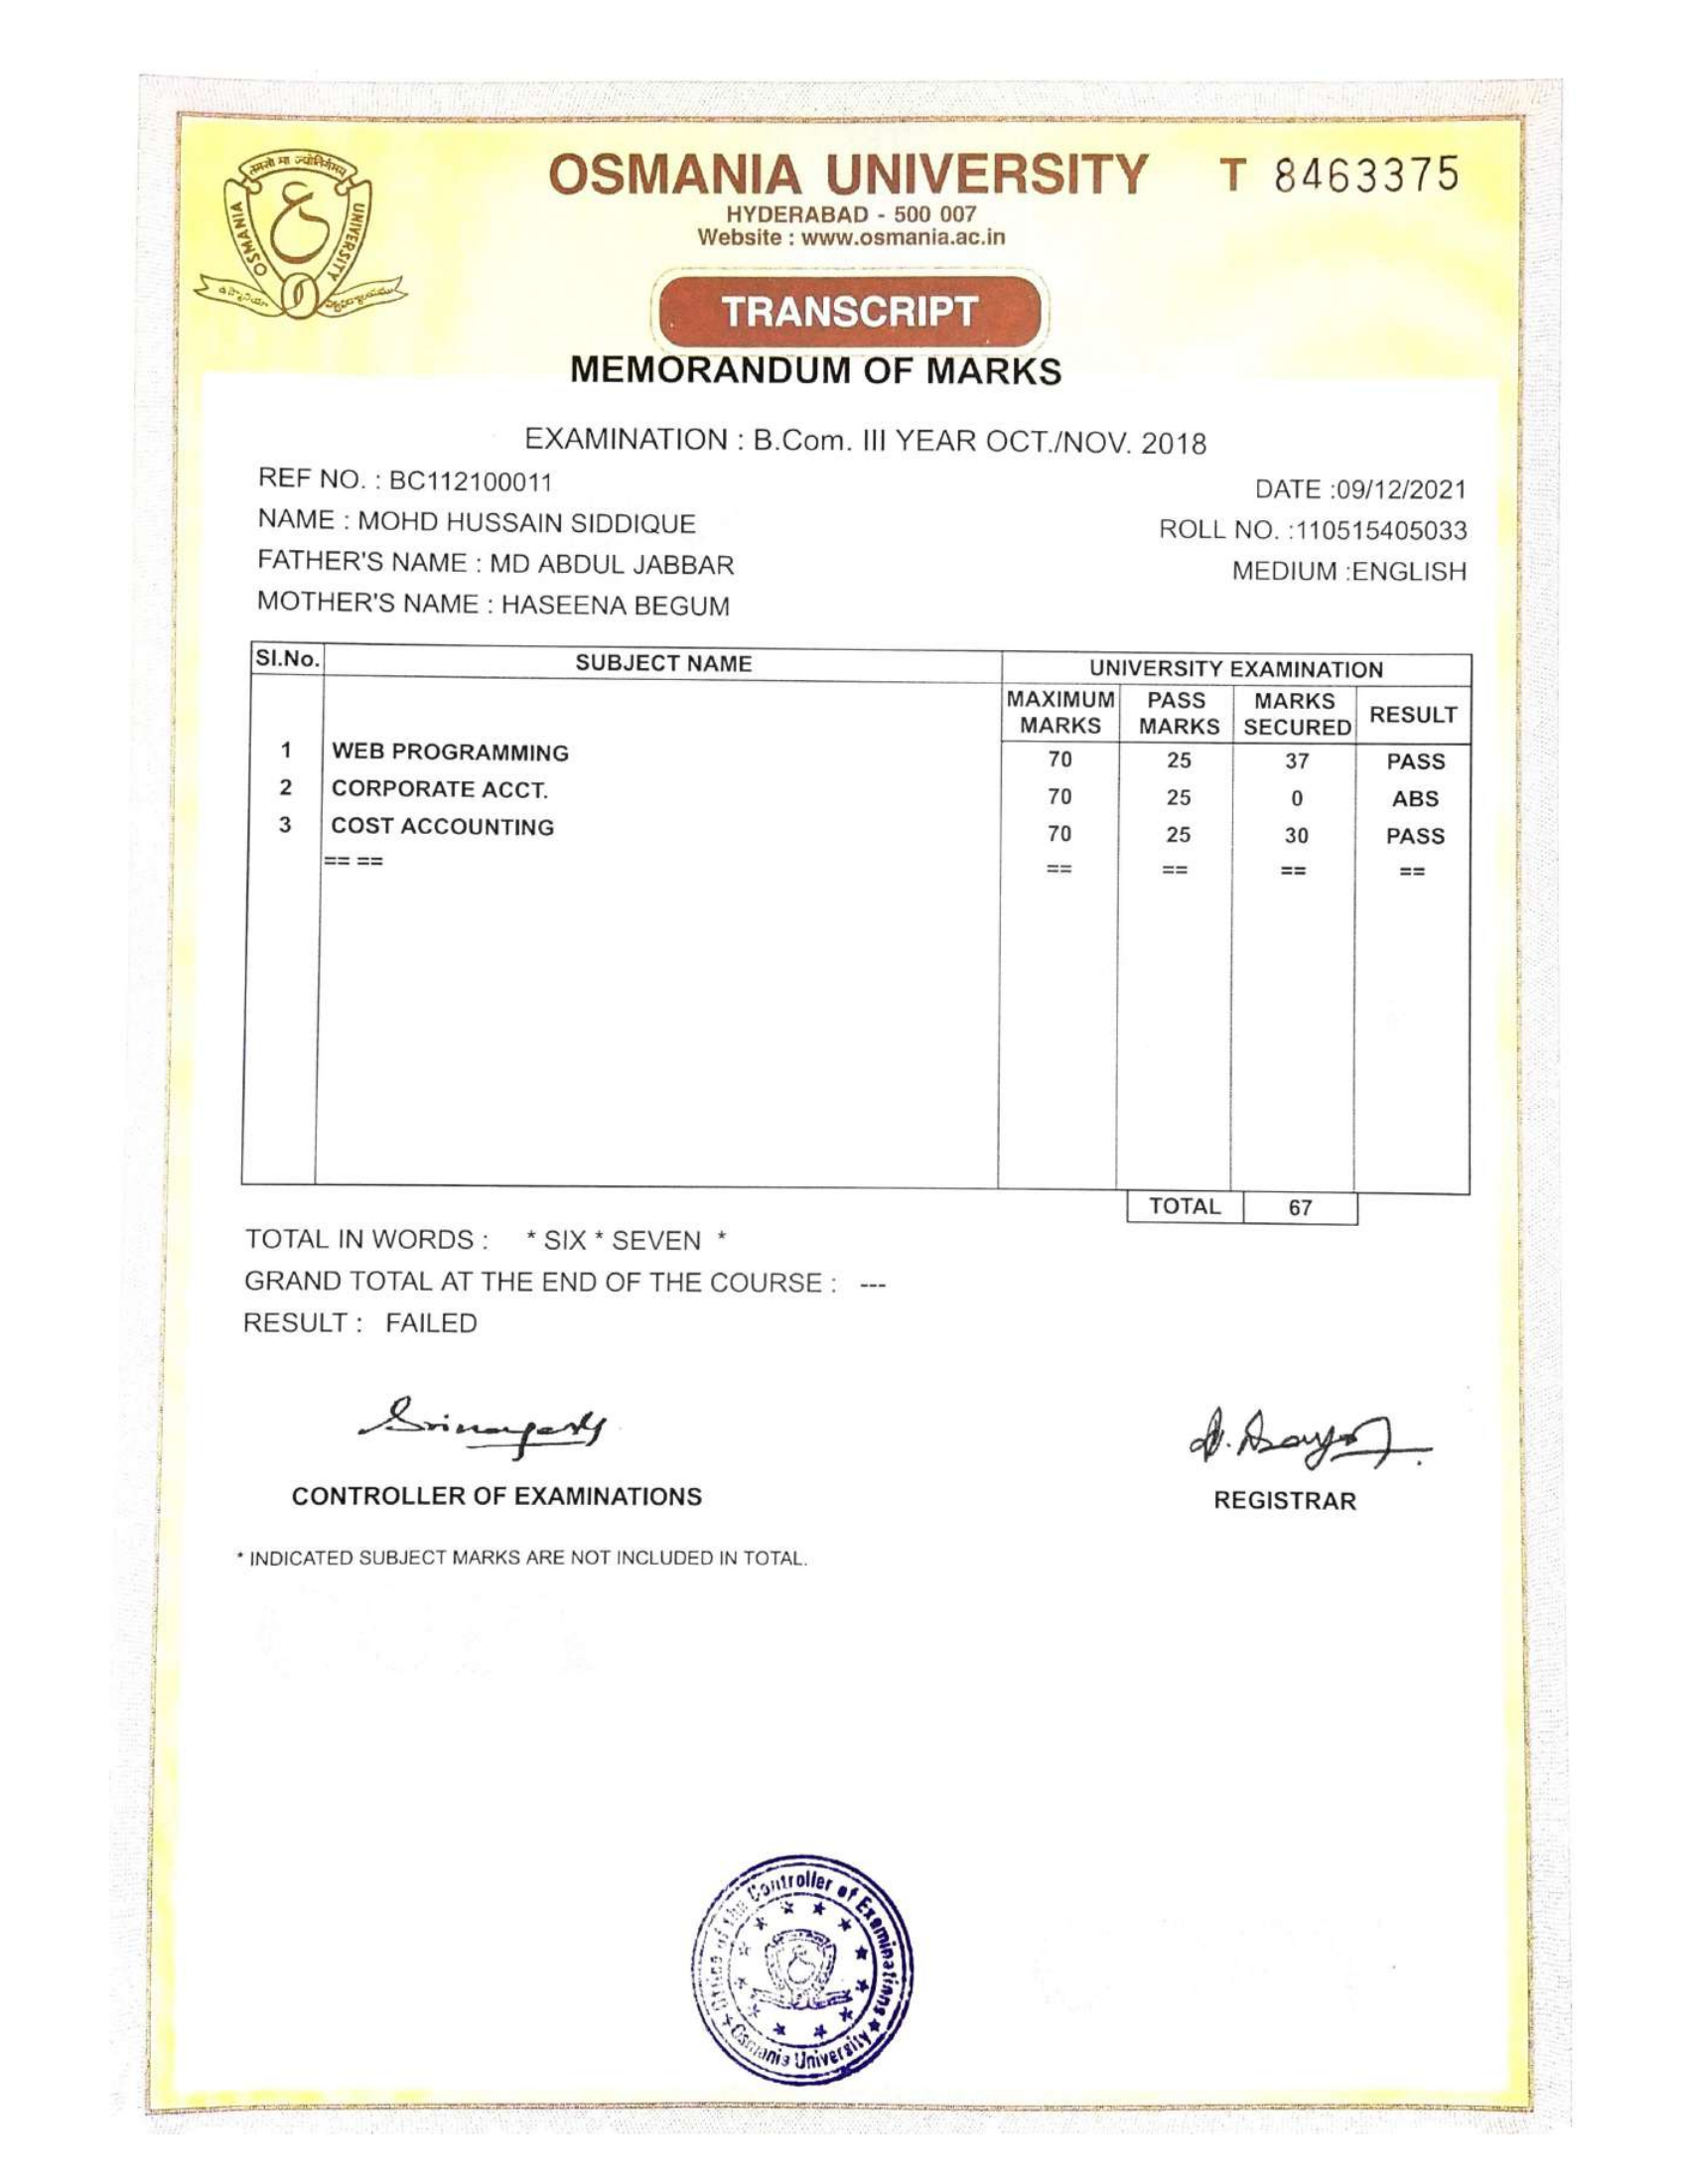 तमसो मा ज्योतिर्गमय
OSMANIA UNIVERSITY
OSMANIA UNIVERSITY T 8463375
HYDERABAD - 500 007
Website : www.osmania.ac.in
TRANSCRIPT
MEMORANDUM OF MARKS
EXAMINATION : B.Com. III YEAR OCT./NOV. 2018
REF NO. : BC112100011
DATE :09/12/2021
NAME : MOHD HUSSAIN SIDDIQUE
ROLL NO. :110515405033
FATHER'S NAME : MD ABDUL JABBAR
MEDIUM :ENGLISH
MOTHER'S NAME : HASEENA BEGUM
SI.No. SUBJECT NAME UNIVERSITY EXAMINATION
MAXIMUM MARKS PASS MARKS MARKS SECURED RESULT
1 WEB PROGRAMMING 70 25 37 PASS
2 CORPORATE ACCT. 70 25 0 ABS
3 COST ACCOUNTING 70 25 30 PASS
== == == == == ==
TOTAL 67
TOTAL IN WORDS : * SIX * SEVEN *
GRAND TOTAL AT THE END OF THE COURSE : ---
RESULT : FAILED
CONTROLLER OF EXAMINATIONS
REGISTRAR
* INDICATED SUBJECT MARKS ARE NOT INCLUDED IN TOTAL.
Office of the Controller of Examinations
Osmania University